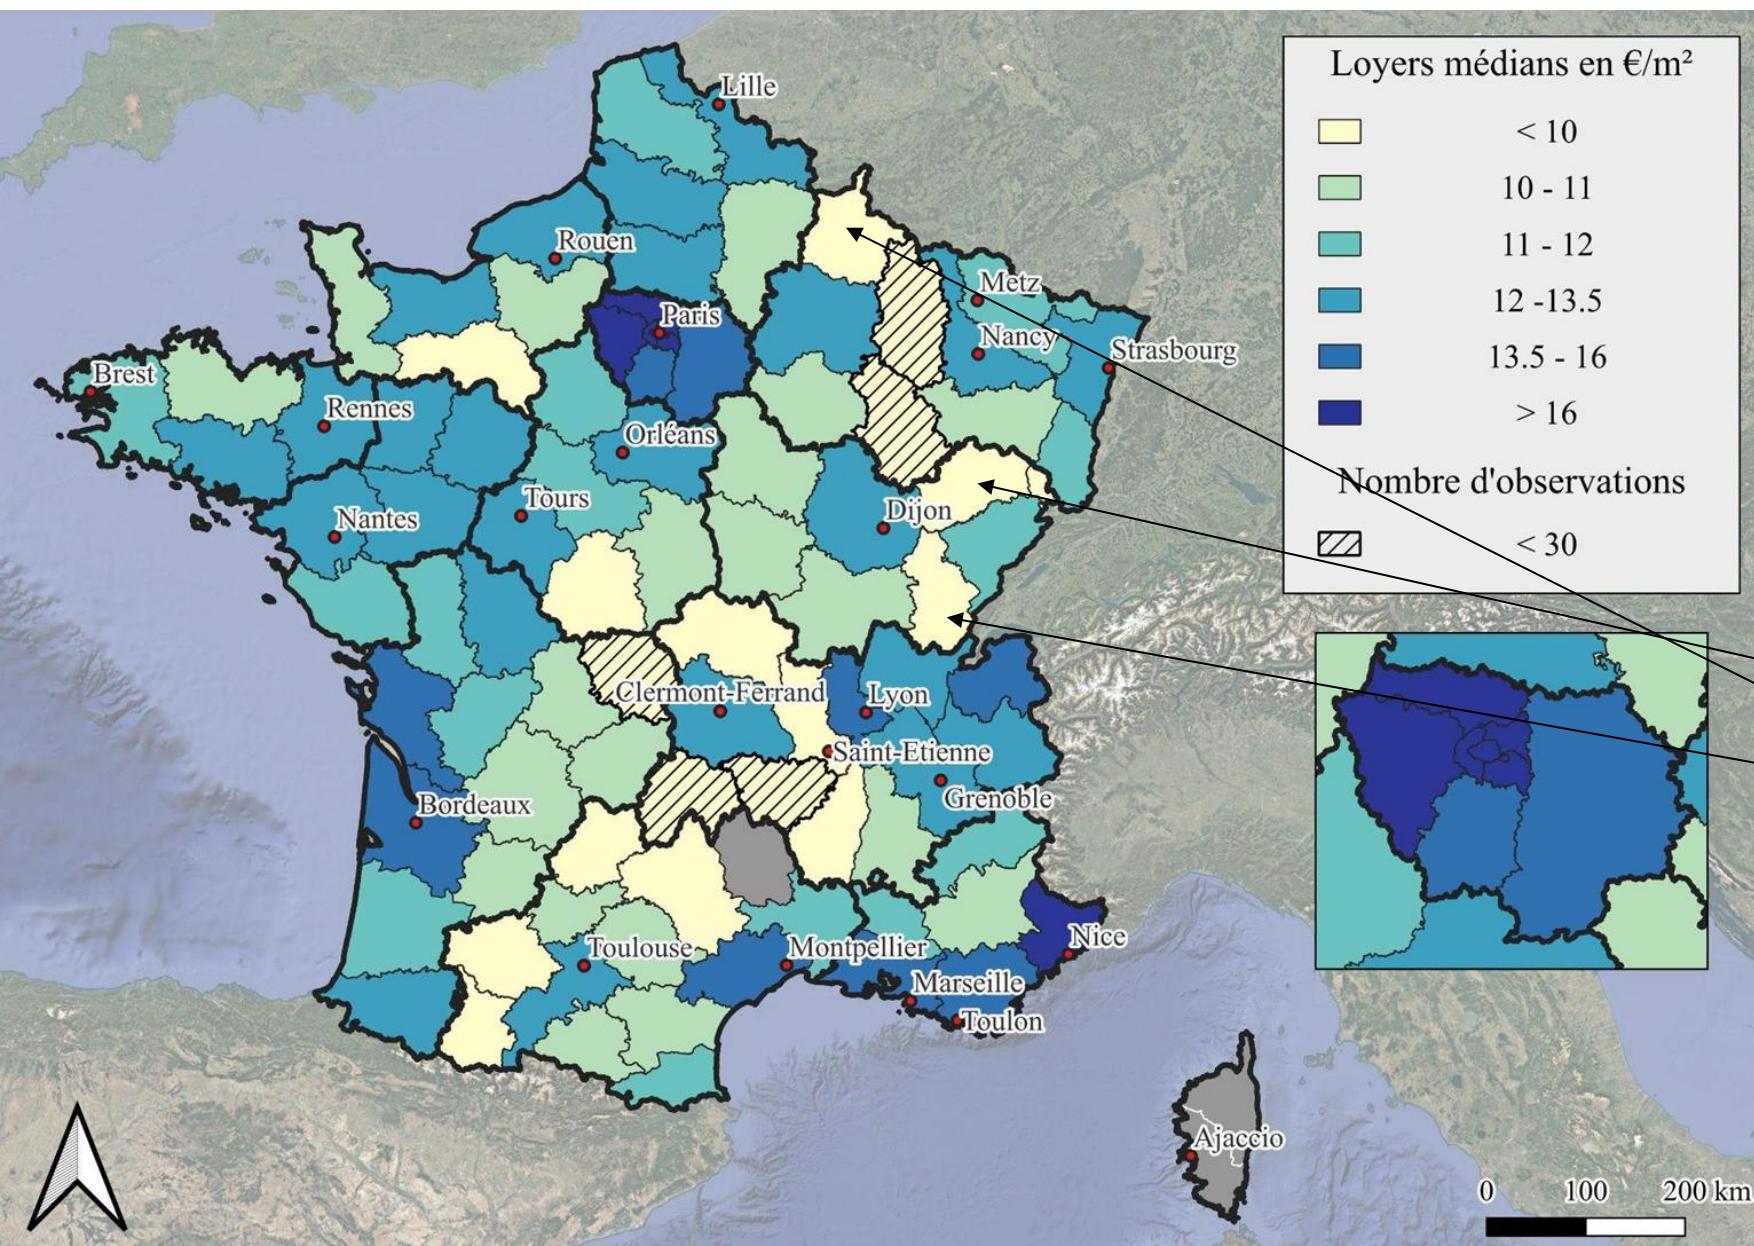 Loyers médians en €/m²
< 10
10 - 11
11 - 12
12 -13.5
13.5 - 16
> 16
Nombre d'observations
< 30
Lille
Rouen
Metz
Paris
Nancy
Strasbourg
Brest
Rennes
Orléans
Tours
Nantes
Dijon
Clermont-Ferrand
Lyon
Saint-Etienne
Grenoble
Bordeaux
Toulouse
Montpellier
Nice
Marseille
Toulon
Ajaccio
0 100 200 km